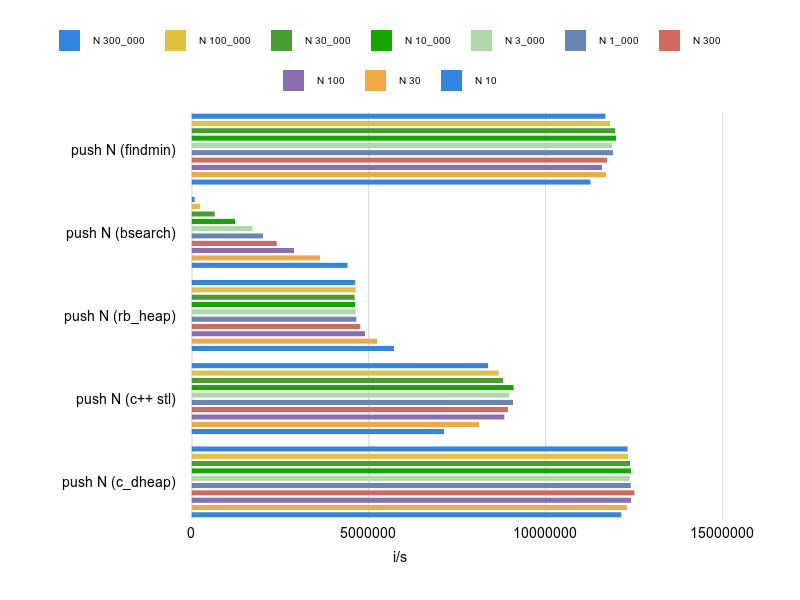 N 300_000 N 100_000 N 30_000 N 10_000 N 3_000 N 1_000 N 300
N 100 N 30 N 10
push N (findmin)
push N (bsearch)
push N (rb_heap)
push N (c++ stl)
push N (c_dheap)
0 5000000 10000000 15000000
i/s